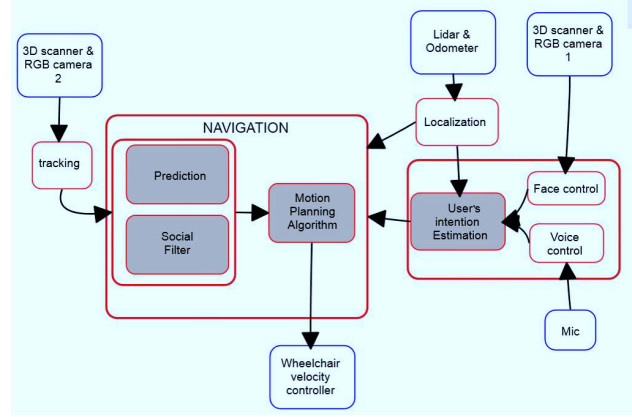 3D scanner &
RGB camera
2
Lidar &
Odometer
3D scanner &
RGB camera
1
NAVIGATION
Localization
tracking
Prediction
Face control
Motion
Planning
Algorithm
User's
intention
Estimation
Social
Filter
Voice
control
Mic
Wheelchair
velocity
controller